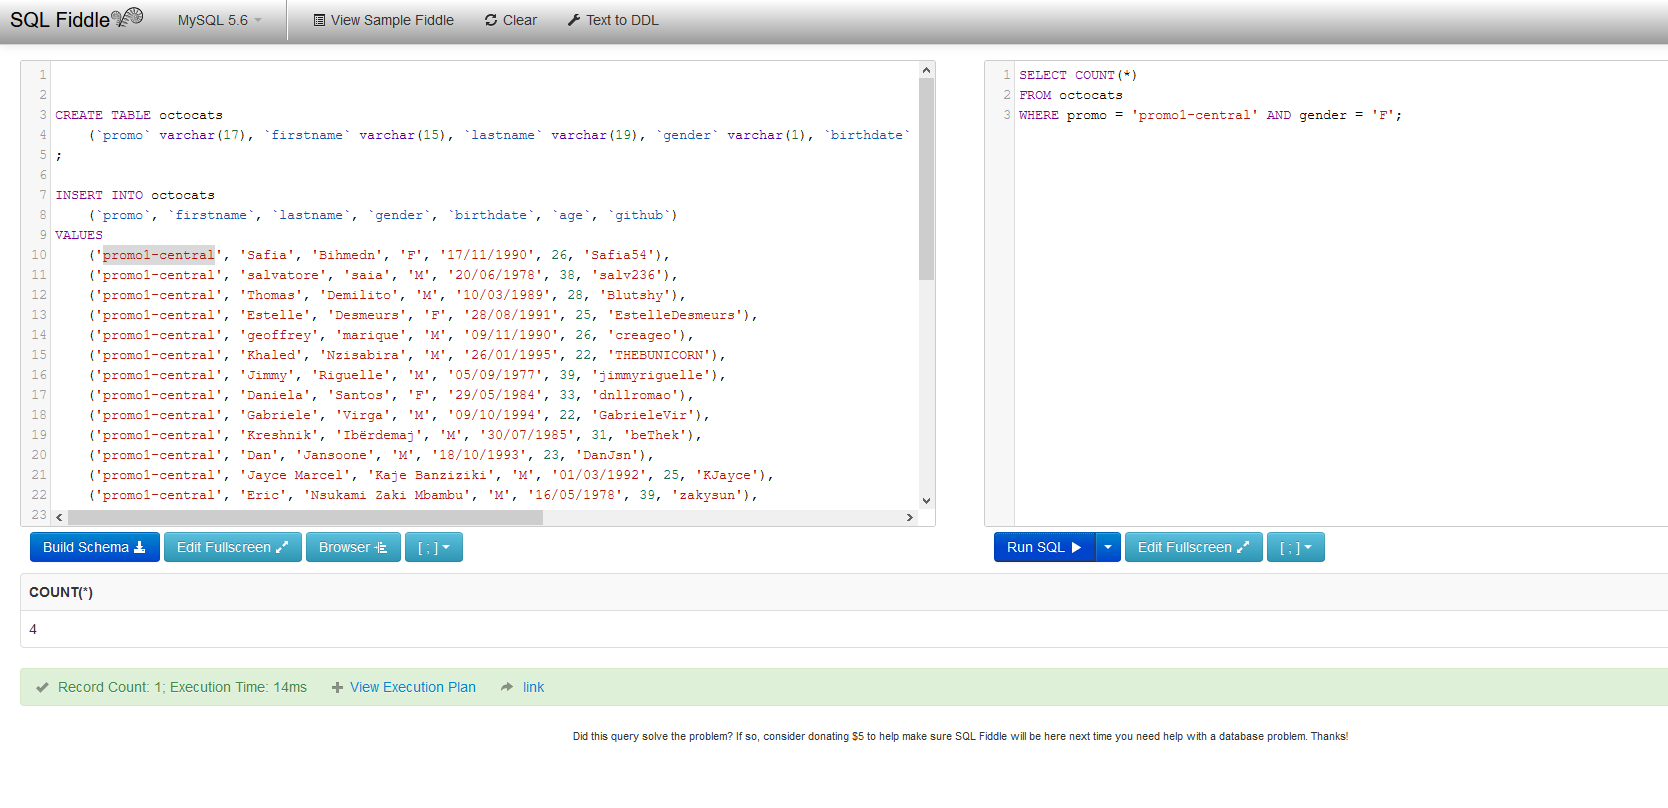 SQL Fiddle MySQL 5.6 View Sample Fiddle Clear Text to DDL
1
2
3 CREATE TABLE octocats
4 (`promo` varchar(17), `firstname` varchar(15), `lastname` varchar(19), `gender` varchar(1), `birthdate`
5 ;
6
7 INSERT INTO octocats
8 (`promo`, `firstname`, `lastname`, `gender`, `birthdate`, `age`, `github`)
9 VALUES
10 ('promo1-central', 'Safia', 'Bihmedn', 'F', '17/11/1990', 26, 'Safia54'),
11 ('promo1-central', 'salvatore', 'saia', 'M', '20/06/1978', 38, 'salv236'),
12 ('promo1-central', 'Thomas', 'Demilito', 'M', '10/03/1989', 28, 'Blutshy'),
13 ('promo1-central', 'Estelle', 'Desmeurs', 'F', '28/08/1991', 25, 'EstelleDesmeurs'),
14 ('promo1-central', 'geoffrey', 'marique', 'M', '09/11/1990', 26, 'creageo'),
15 ('promo1-central', 'Khaled', 'Nzisabira', 'M', '26/01/1995', 22, 'THEBUNICORN'),
16 ('promo1-central', 'Jimmy', 'Riguelle', 'M', '05/09/1977', 39, 'jimmyriguelle'),
17 ('promo1-central', 'Daniela', 'Santos', 'F', '29/05/1984', 33, 'dnllromao'),
18 ('promo1-central', 'Gabriele', 'Virga', 'M', '09/10/1994', 22, 'GabrieleVir'),
19 ('promo1-central', 'Kreshnik', 'Ibërdemaj', 'M', '30/07/1985', 31, 'beThek'),
20 ('promo1-central', 'Dan', 'Jansoone', 'M', '18/10/1993', 23, 'DanJsn'),
21 ('promo1-central', 'Jayce Marcel', 'Kaje Banziziki', 'M', '01/03/1992', 25, 'KJayce'),
22 ('promo1-central', 'Eric', 'Nsukami Zaki Mbambu', 'M', '16/05/1978', 39, 'zakysun'),
23
Build Schema Edit Fullscreen Browser [ ; ]
1 SELECT COUNT(*)
2 FROM octocats
3 WHERE promo = 'promo1-central' AND gender = 'F';
Run SQL Edit Fullscreen [ ; ]
COUNT(*)
4
Record Count: 1; Execution Time: 14ms View Execution Plan link
Did this query solve the problem? If so, consider donating $5 to help make sure SQL Fiddle will be here next time you need help with a database problem. Thanks!